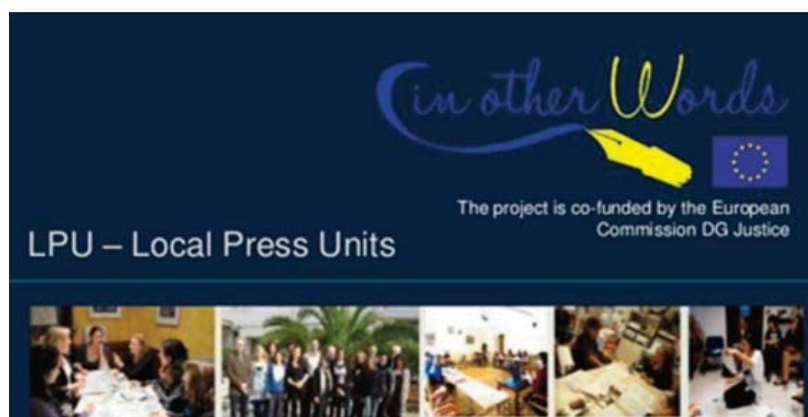 in other Words
The project is co-funded by the European
Commission DG Justice
LPU – Local Press Units